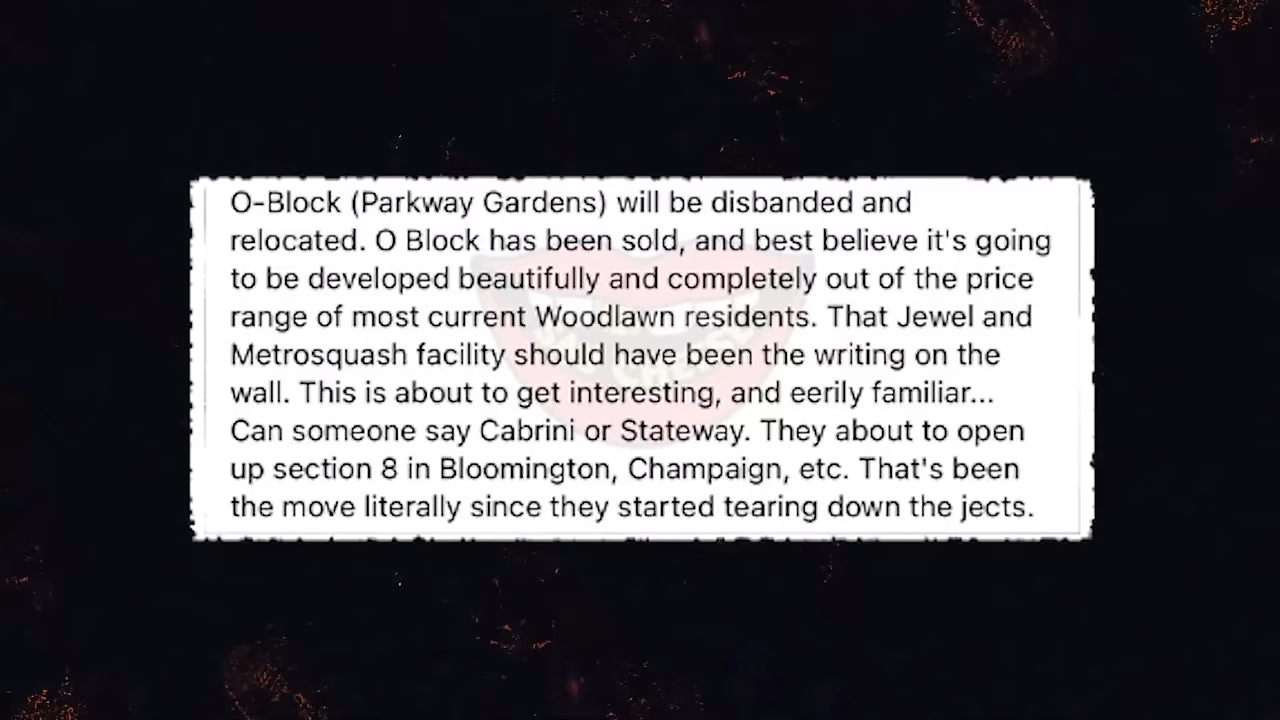 O-Block (Parkway Gardens) will be disbanded and
relocated. O Block has been sold, and best believe it's going
to be developed beautifully and completely out of the price
range of most current Woodlawn residents. That Jewel and
Metrosquash facility should have been the writing on the
wall. This is about to get interesting, and eerily familiar...
Can someone say Cabrini or Stateway. They about to open
up section 8 in Bloomington, Champaign, etc. That's been
the move literally since they started tearing down the jects.